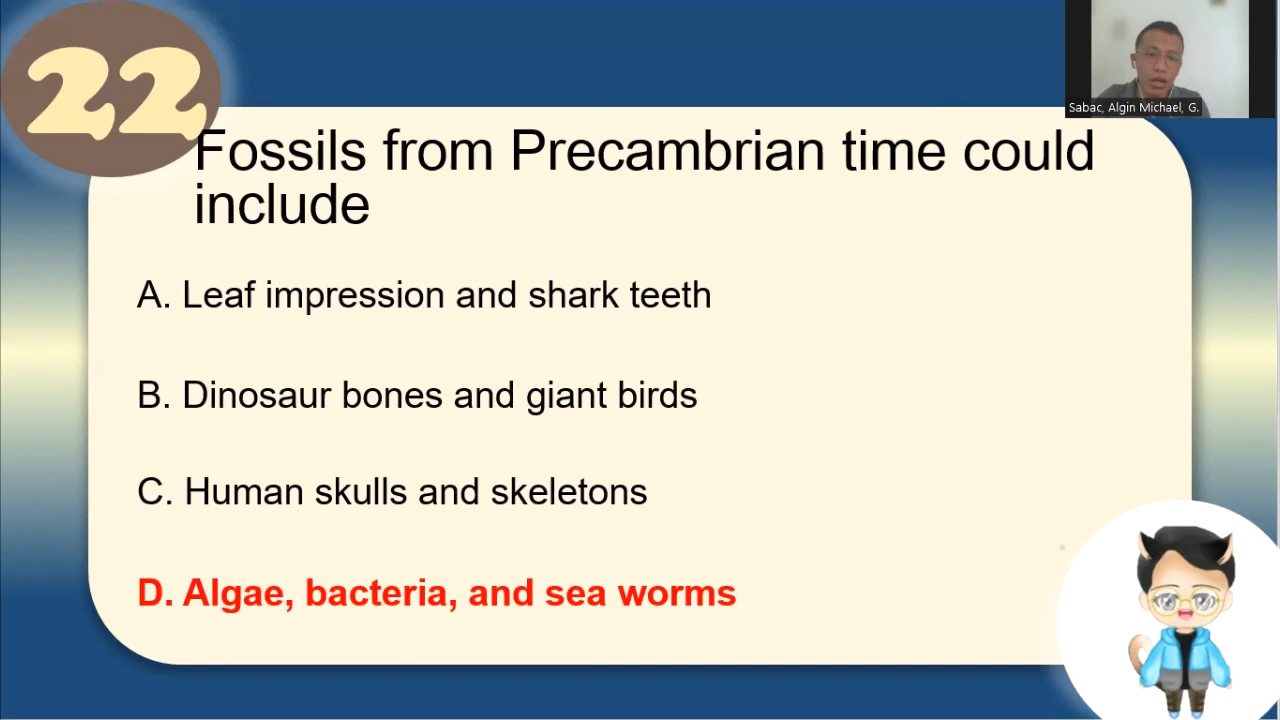 22
Sabac, Algin Michael, G.
Fossils from Precambrian time could
include
A. Leaf impression and shark teeth
B. Dinosaur bones and giant birds
C. Human skulls and skeletons
D. Algae, bacteria, and sea worms